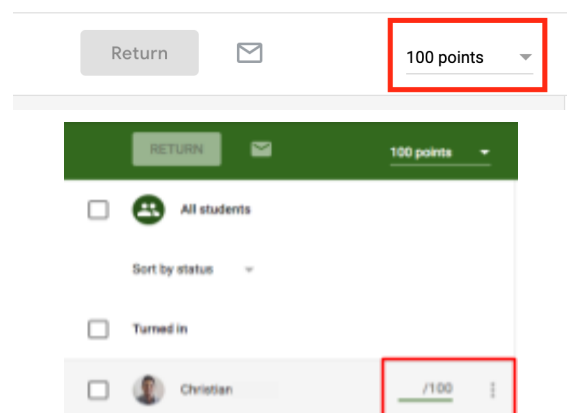 Return 100 points
RETURN 100 points
All students
Sort by status
Turned in
Christian /100